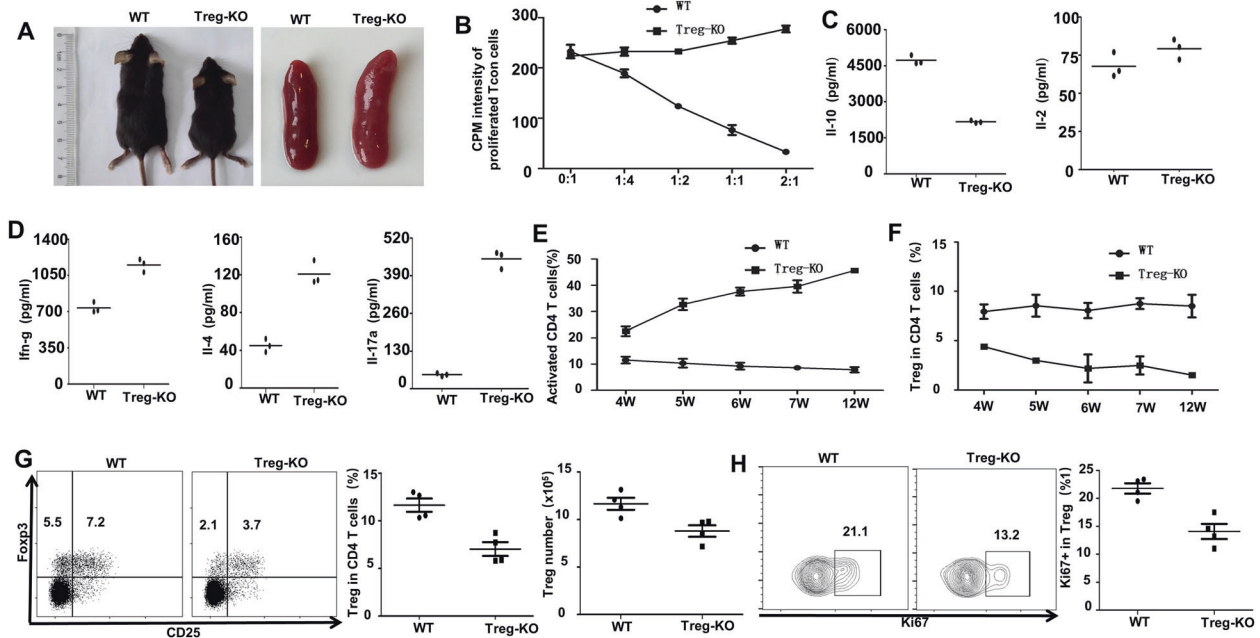 A
WT
Treg-KO
WT
Treg-KO
B
CPM intensity of
proliferated Tcon cells
300
200
100
0
0:1
1:4
1:2
1:1
2:1
WT
Treg-KO
C
Il-10 (pg/ml)
6000
4500
3000
1500
0
WT
Treg-KO
Il-2 (pg/ml)
100
75
50
25
0
WT
Treg-KO
D
Ifn-g (pg/ml)
1400
1050
700
350
0
WT
Treg-KO
Il-4 (pg/ml)
160
120
80
40
0
WT
Treg-KO
Il-17a (pg/ml)
520
390
260
130
0
WT
Treg-KO
E
Activated CD4 T cells(%)
50
40
30
20
10
0
4W
5W
6W
7W
12W
WT
Treg-KO
F
Treg in CD4 T cells (%)
15
10
5
0
4W
5W
6W
7W
12W
WT
Treg-KO
G
WT
Treg-KO
Foxp3
5.5
7.2
2.1
3.7
CD25
Treg in CD4 T cells (%)
15
10
5
0
WT
Treg-KO
Treg number (x10⁵)
15
10
5
0
WT
Treg-KO
H
WT
Treg-KO
21.1
13.2
Ki67
Ki67+ in Treg (%1)
25
20
15
10
5
0
WT
Treg-KO